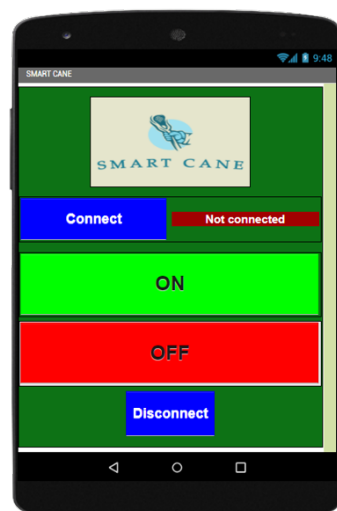 9:48
SMART CANE
SMART CANE
Connect
Not connected
ON
OFF
Disconnect